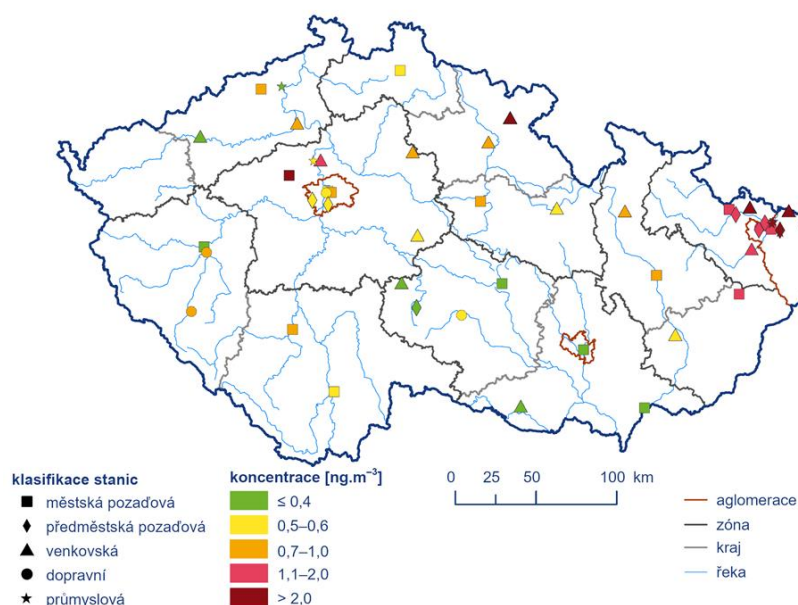 klasifikace stanic
městská pozaďová
předměstská pozaďová
venkovská
dopravní
průmyslová
koncentrace [ng.m⁻³]
≤ 0,4
0,5–0,6
0,7–1,0
1,1–2,0
> 2,0
0 25 50 100 km
aglomerace
zóna
kraj
řeka